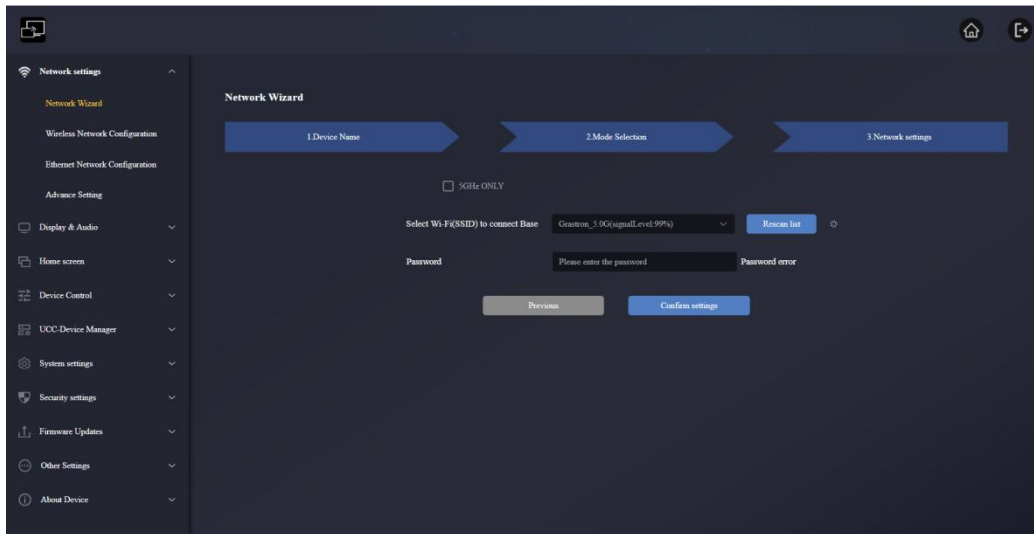 Network settings
Network Wizard
Wireless Network Configuration
Ethernet Network Configuration
Advance Setting
Display & Audio
Home screen
Device Control
UCC-Device Manager
System settings
Security settings
Firmware Updates
Other Settings
About Device
Network Wizard
1.Device Name
2.Mode Selection
3.Network settings
5GHz ONLY
Select Wi-Fi(SSID) to connect Base
Grastron_5.0G(signalLevel:99%)
Rescan list
Password
Please enter the password
Password error
Previous
Confirm settings